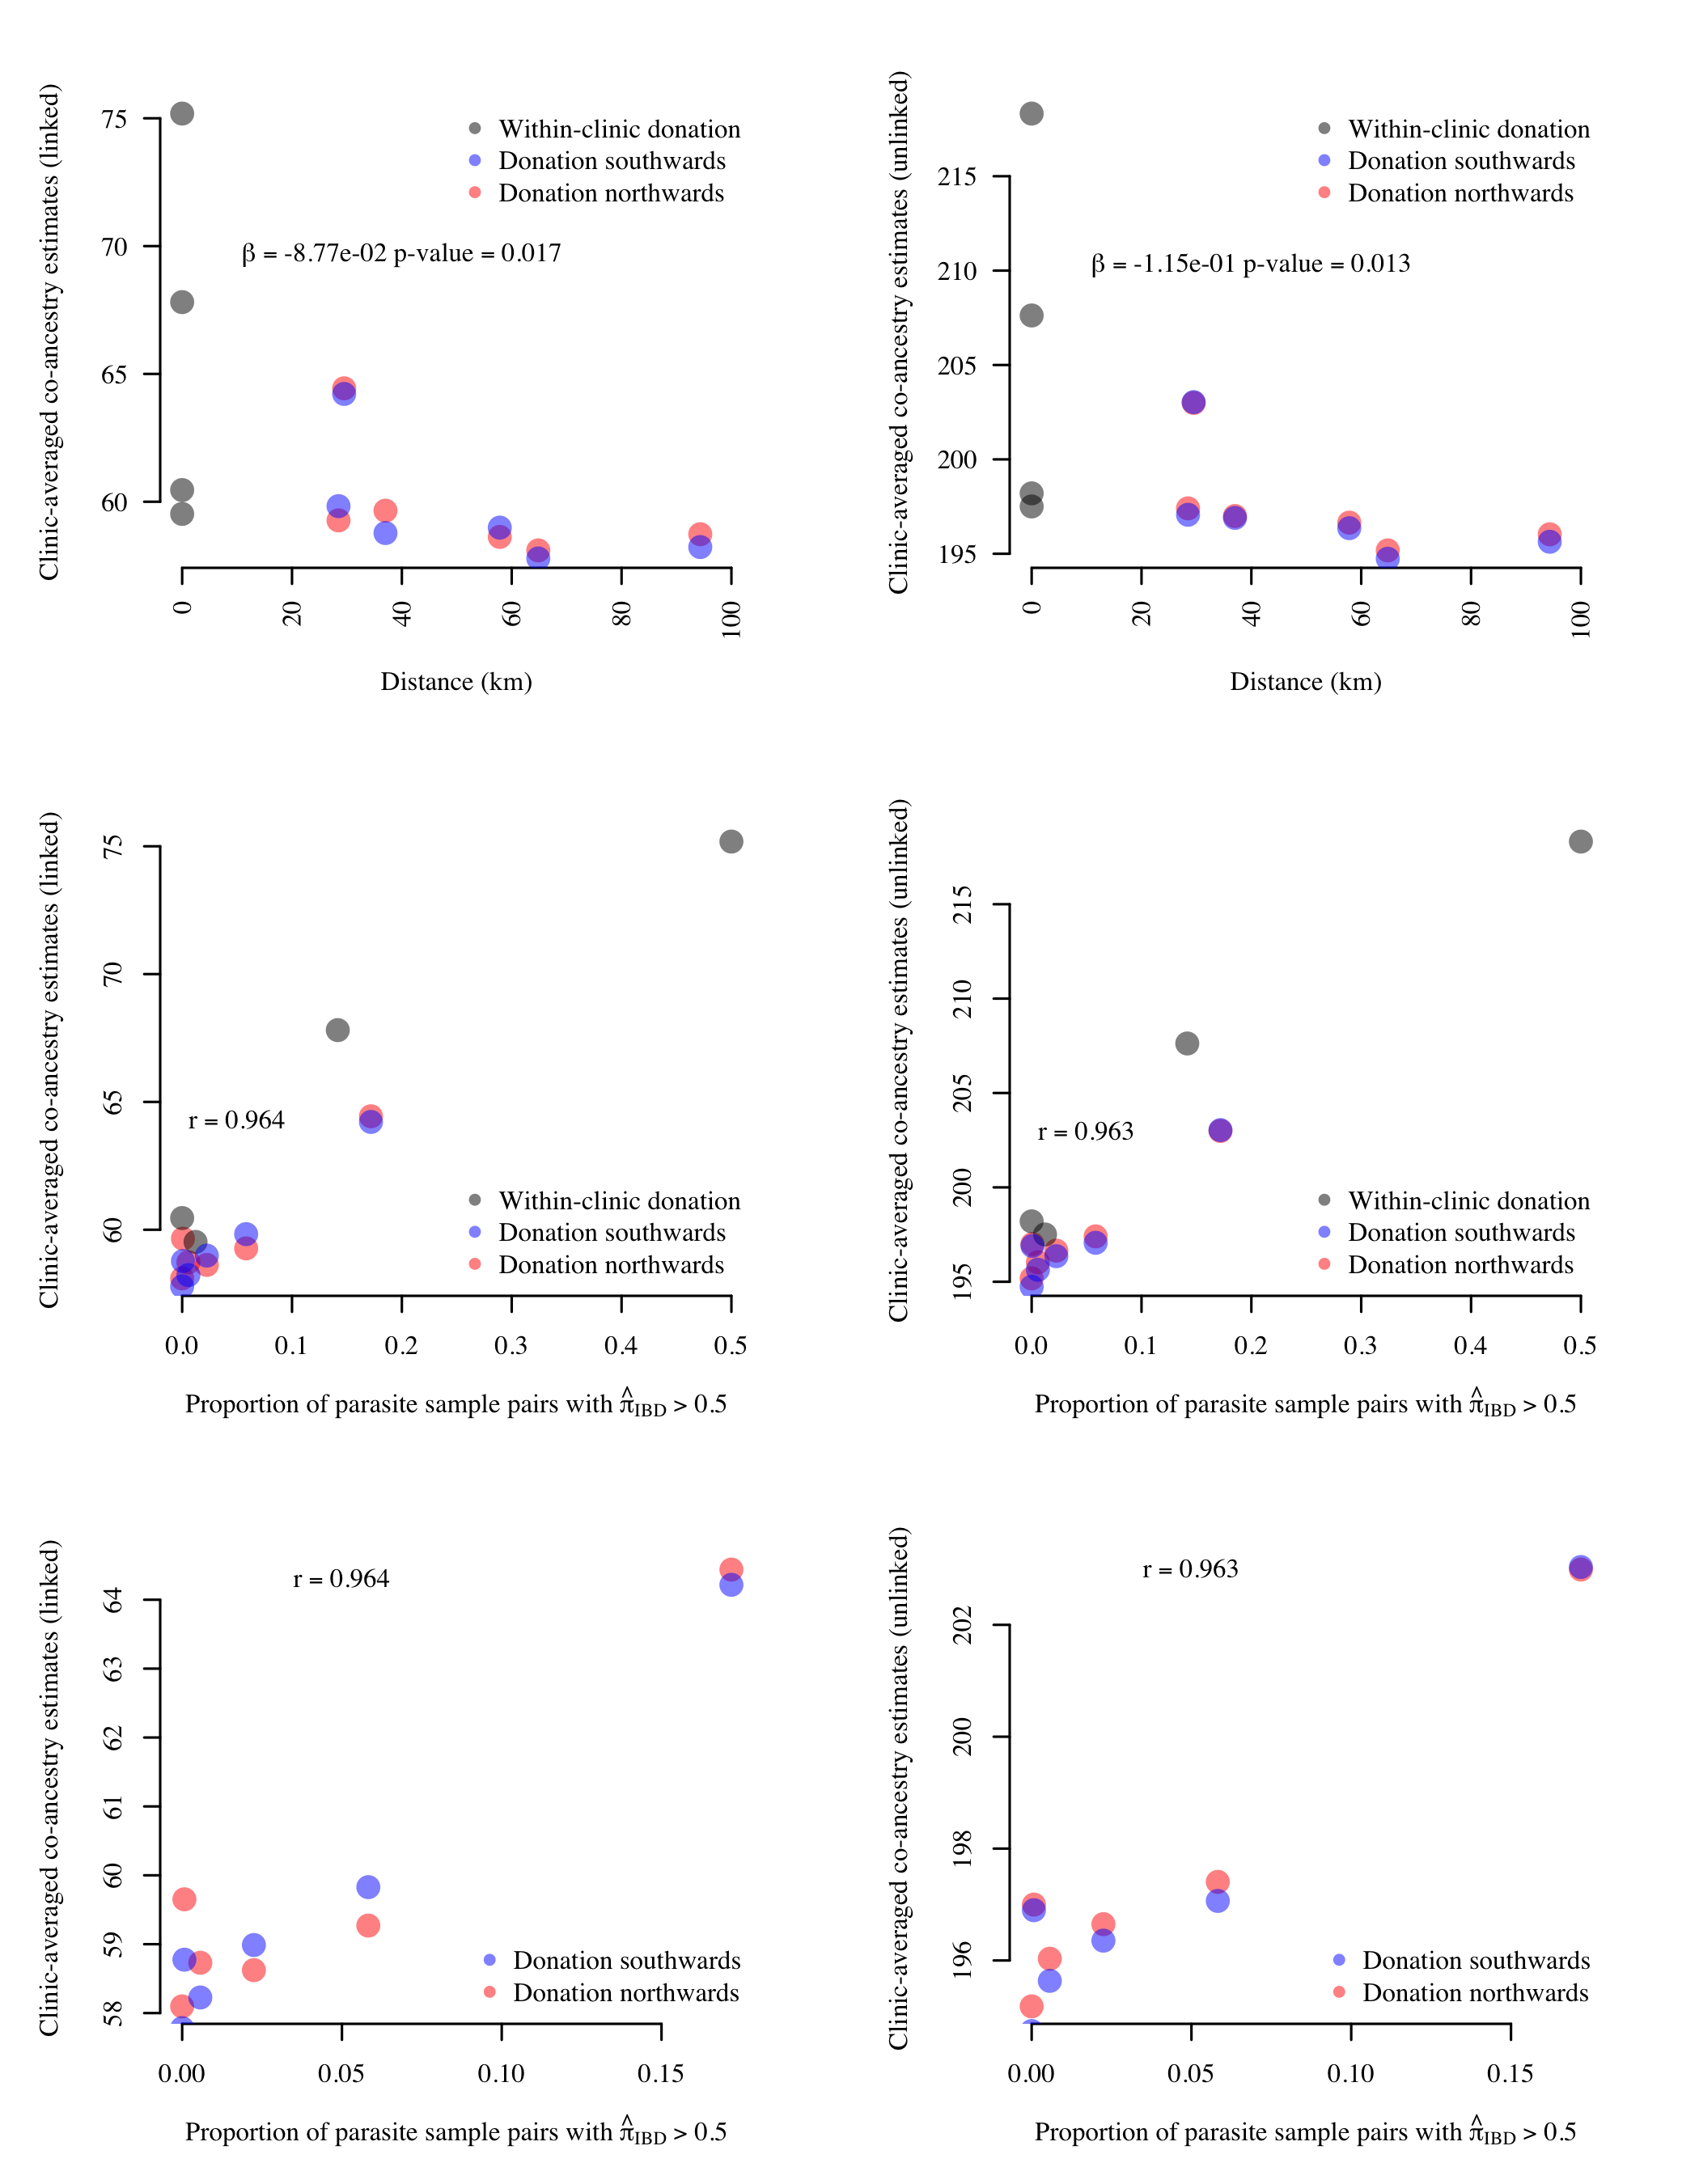 Clinic-averaged co-ancestry estimates (linked)
75
70
65
60
Within-clinic donation
Donation southwards
Donation northwards
β = -8.77e-02 p-value = 0.017
0 20 40 60 80 100
Distance (km)
Clinic-averaged co-ancestry estimates (unlinked)
215
210
205
200
195
Within-clinic donation
Donation southwards
Donation northwards
β = -1.15e-01 p-value = 0.013
0 20 40 60 80 100
Distance (km)
Clinic-averaged co-ancestry estimates (linked)
75
70
65
60
r = 0.964
Within-clinic donation
Donation southwards
Donation northwards
0.0 0.1 0.2 0.3 0.4 0.5
Proportion of parasite sample pairs with π̂IBD > 0.5
Clinic-averaged co-ancestry estimates (unlinked)
215
210
205
200
195
r = 0.963
Within-clinic donation
Donation southwards
Donation northwards
0.0 0.1 0.2 0.3 0.4 0.5
Proportion of parasite sample pairs with π̂IBD > 0.5
Clinic-averaged co-ancestry estimates (linked)
64
63
62
61
60
59
58
r = 0.964
Donation southwards
Donation northwards
0.00 0.05 0.10 0.15
Proportion of parasite sample pairs with π̂IBD > 0.5
Clinic-averaged co-ancestry estimates (unlinked)
202
200
198
196
r = 0.963
Donation southwards
Donation northwards
0.00 0.05 0.10 0.15
Proportion of parasite sample pairs with π̂IBD > 0.5